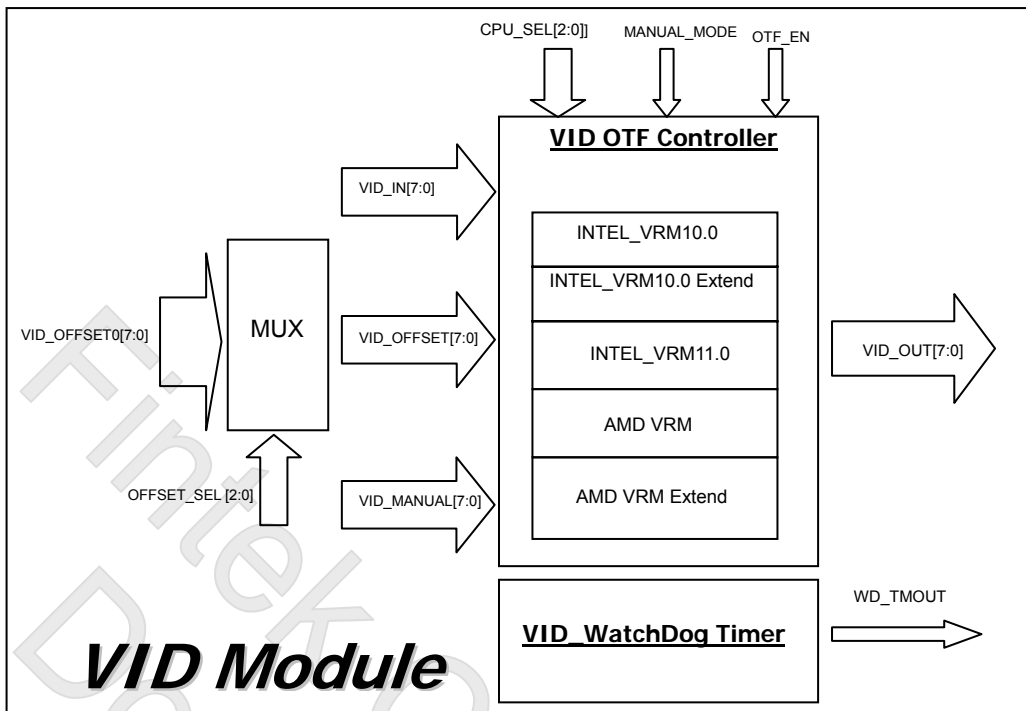 CPU_SEL[2:0]]
MANUAL_MODE
OTF_EN
VID OTF Controller
VID_IN[7:0]
INTEL_VRM10.0
INTEL_VRM10.0 Extend
MUX
VID_OFFSET0[7:0]
VID_OFFSET[7:0]
INTEL_VRM11.0
VID_OUT[7:0]
AMD VRM
OFFSET_SEL [2:0]
VID_MANUAL[7:0]
AMD VRM Extend
WD_TMOUT
VID_WatchDog Timer
VID Module
Fintek